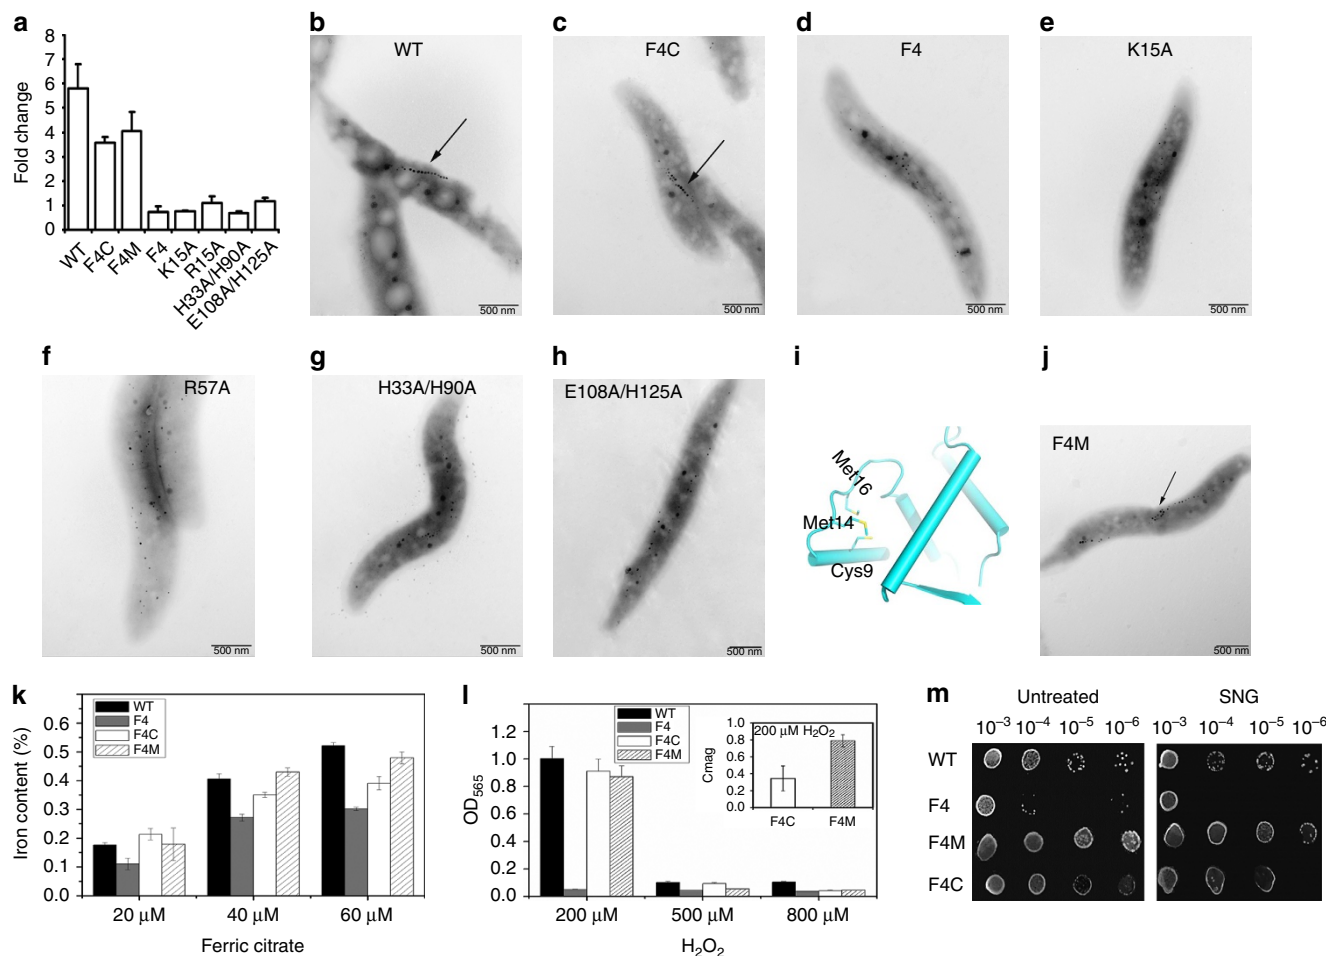 a
8
7
6
5
4
3
2
1
0
Fold change
WT
F4C
F4M
F4
K15A
R15A
H33A/H90A
E108A/H125A
b
WT
500 nm
c
F4C
500 nm
d
F4
500 nm
e
K15A
500 nm
f
R57A
500 nm
g
H33A/H90A
500 nm
h
E108A/H125A
500 nm
i
Met16
Met14
Cys9
j
F4M
500 nm
k
WT
F4
F4C
F4M
0.6
0.5
0.4
0.3
0.2
0.1
0.0
Iron content (%)
20 μM
40 μM
60 μM
Ferric citrate
l
WT
F4
F4C
F4M
1.2
1.0
0.8
0.6
0.4
0.2
0.0
OD₅₆₅
200 μM
500 μM
800 μM
H₂O₂
200 μM H₂O₂
1.0
0.8
0.6
0.4
0.2
0.0
Cmag
F4C
F4M
m
Untreated
SNG
10⁻³ 10⁻⁴ 10⁻⁵ 10⁻⁶
10⁻³ 10⁻⁴ 10⁻⁵ 10⁻⁶
WT
F4
F4M
F4C